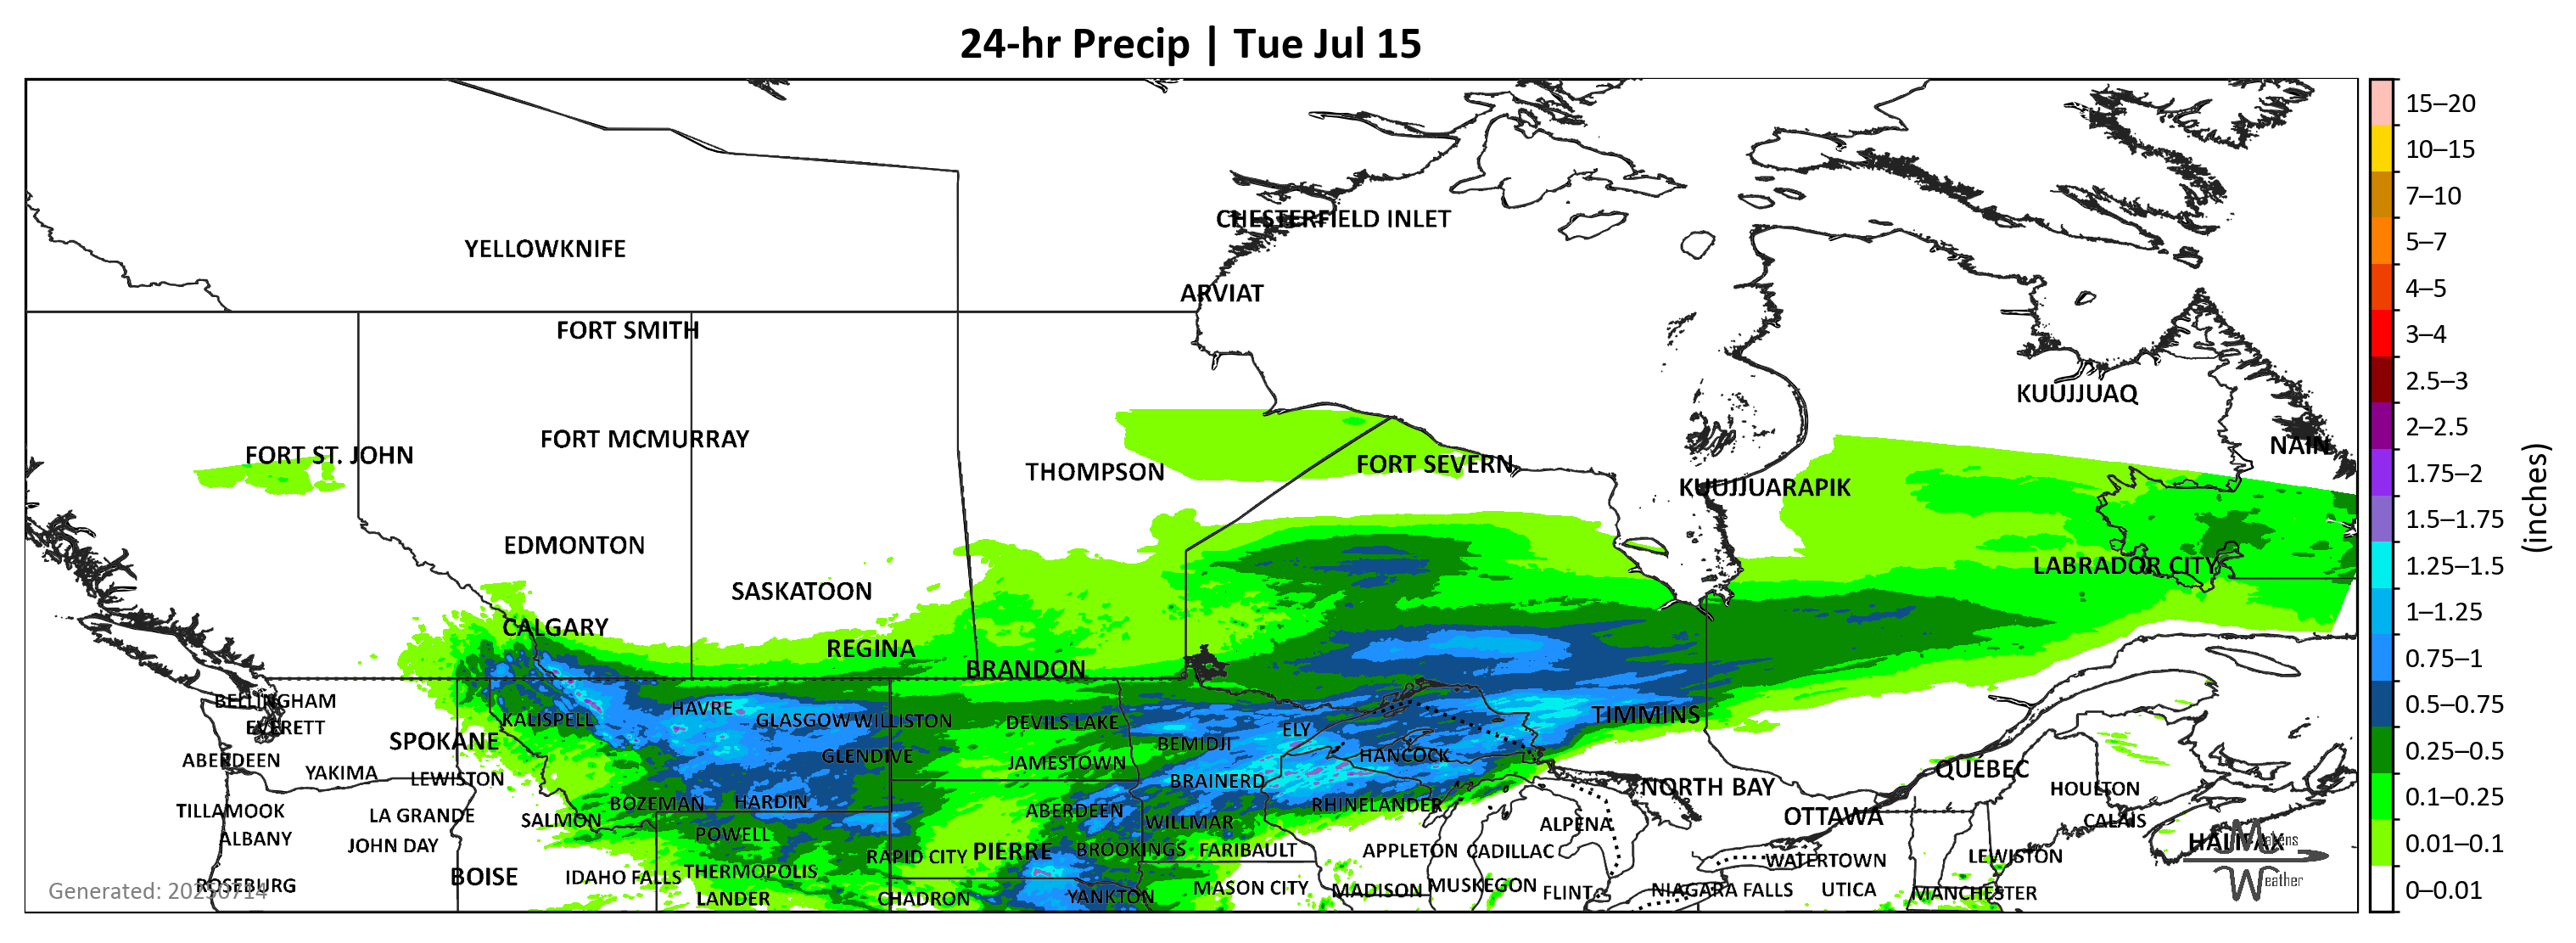 24-hr Precip | Tue Jul 15
CHESTERFIELD INLET
YELLOWKNIFE
ARVIAT
FORT SMITH
KUUJJUAQ
FORT MCMURRAY
NAIN
FORT ST. JOHN
THOMPSON
FORT SEVERN
KUUJJUARAPIK
EDMONTON
LABRADOR CITY
SASKATOON
CALGARY
REGINA
BRANDON
BELLINGHAM
HAVRE
KALISPELL
GLASGOW
WILLISTON
DEVILS LAKE
TIMMINS
EVERETT
ELY
SPOKANE
BEMIDJI
ABERDEEN
GLENDIVE
JAMESTOWN
HANCOCK
QUEBEC
YAKIMA
LEWISTON
BRAINERD
NORTH BAY
HOULTON
TILLAMOOK
LA GRANDE
SALMON
BOZEMAN
HARDIN
ABERDEEN
RHINELANDER
OTTAWA
CALAIS
ALBANY
JOHN DAY
POWELL
WILLMAR
ALPENA
HALIFAX
RAPID CITY
PIERRE
BROOKINGS
FARIBAULT
APPLETON
CADILLAC
WATERTOWN
LEWISTON
ROSEBURG
BOISE
IDAHO FALLS
THERMOPOLIS
LANDER
CHADRON
YANKTON
MASON CITY
MADISON
MUSKEGON
FLINT
NIAGARA FALLS
UTICA
MANCHESTER
Generated: 20250714
Weather
15–20
10–15
7–10
5–7
4–5
3–4
2.5–3
2–2.5
1.75–2
1.5–1.75
1.25–1.5
1–1.25
0.75–1
0.5–0.75
0.25–0.5
0.1–0.25
0.01–0.1
0–0.01
(inches)